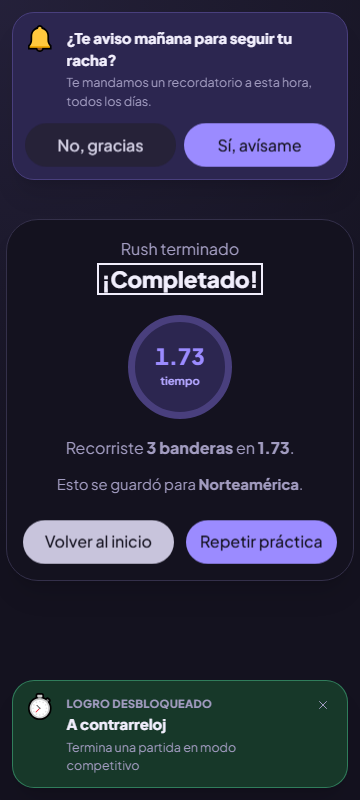 ¿Te aviso mañana para seguir tu
racha?
Te mandamos un recordatorio a esta hora,
todos los días.
No, gracias
Sí, avísame
Rush terminado
¡Completado!
1.73
tiempo
Recorriste 3 banderas en 1.73.
Esto se guardó para Norteamérica.
Volver al inicio
Repetir práctica
LOGRO DESBLOQUEADO
A contrarreloj
Termina una partida en modo
competitivo